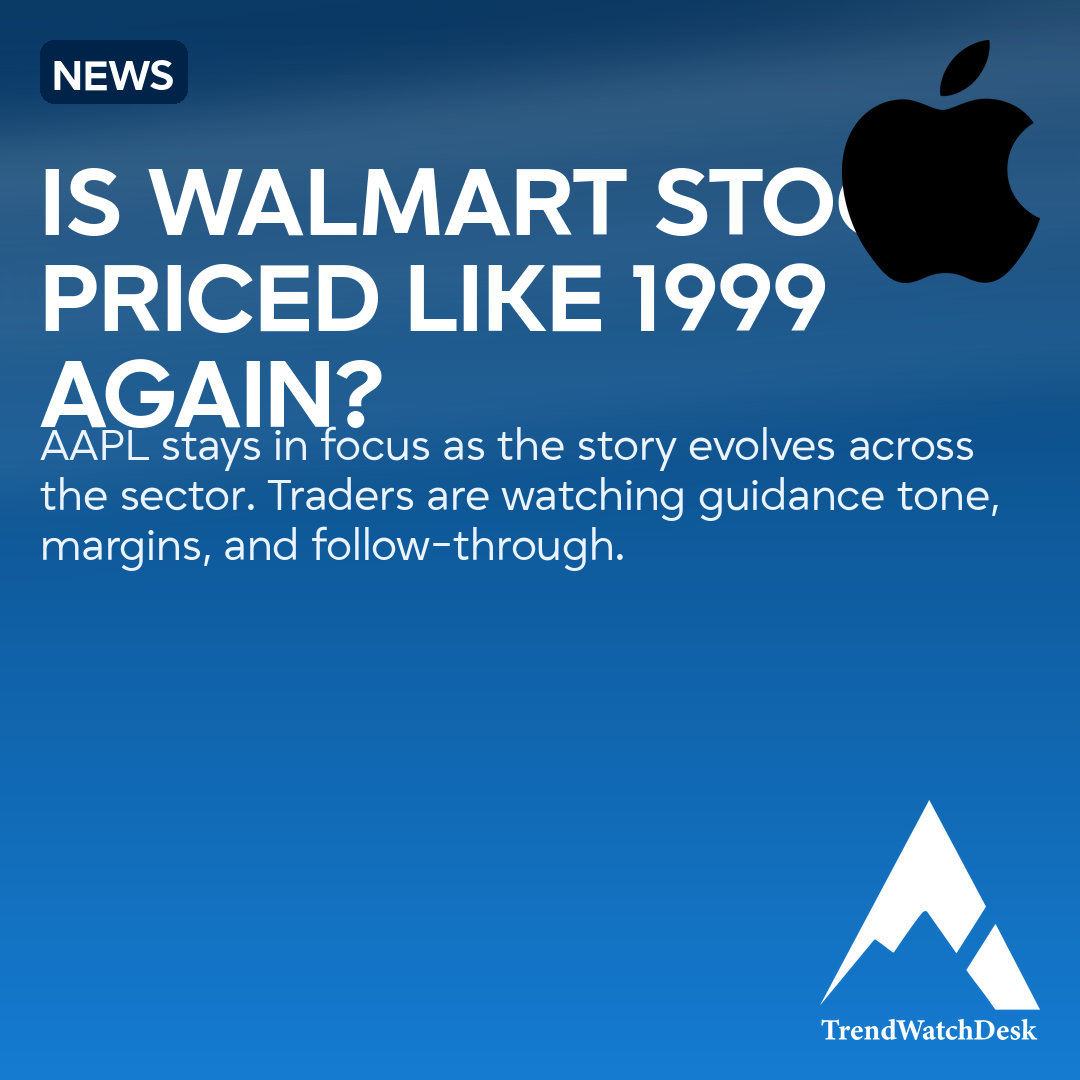 NEWS
IS WALMART STO
PRICED LIKE 1999
AGAIN?
AAPL stays in focus as the story evolves across
the sector. Traders are watching guidance tone,
margins, and follow-through.
TrendWatchDesk